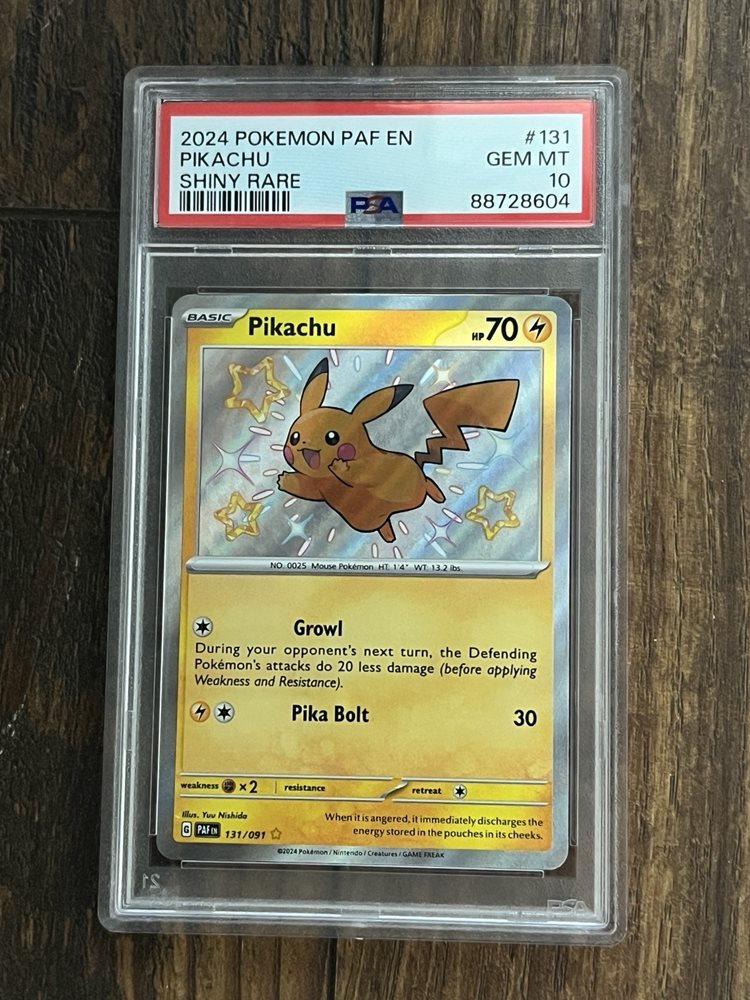 2024 POKEMON PAF EN #131
PIKACHU GEM MT
SHINY RARE 10
PSA 88728604
BASIC Pikachu HP 70
NO. 0025 Mouse Pokémon HT: 1'4" WT: 13.2 lbs.
Growl
During your opponent's next turn, the Defending
Pokémon's attacks do 20 less damage (before applying
Weakness and Resistance).
Pika Bolt 30
weakness ×2 resistance retreat
Illus. Yuu Nishida
When it is angered, it immediately discharges the
energy stored in the pouches in its cheeks.
G PAF EN 131/091
©2024 Pokémon / Nintendo / Creatures / GAME FREAK
21
PSA